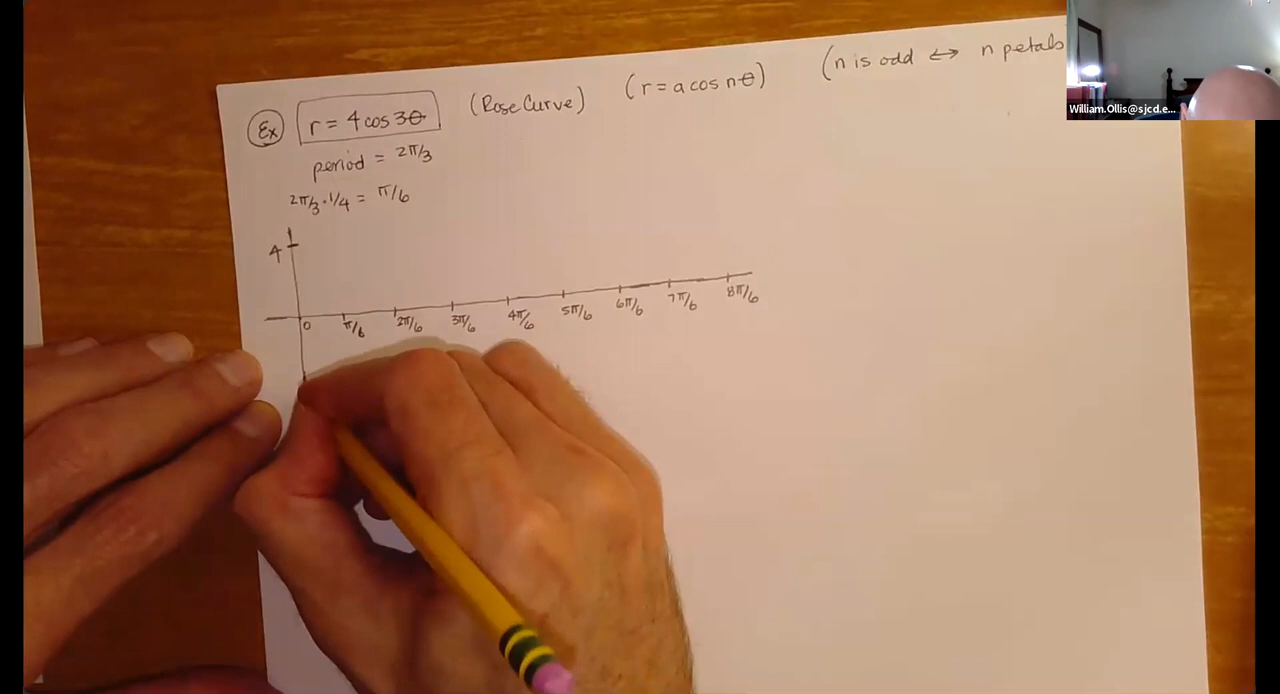 Ex r = 4 cos 3θ (Rose Curve) (r = a cos nθ) (n is odd ↔ n petals
period = 2π/3
2π/3 · 1/4 = π/6
4
0 π/6 2π/6 3π/6 4π/6 5π/6 6π/6 7π/6 8π/6
William.Ollis@sjcd.e...